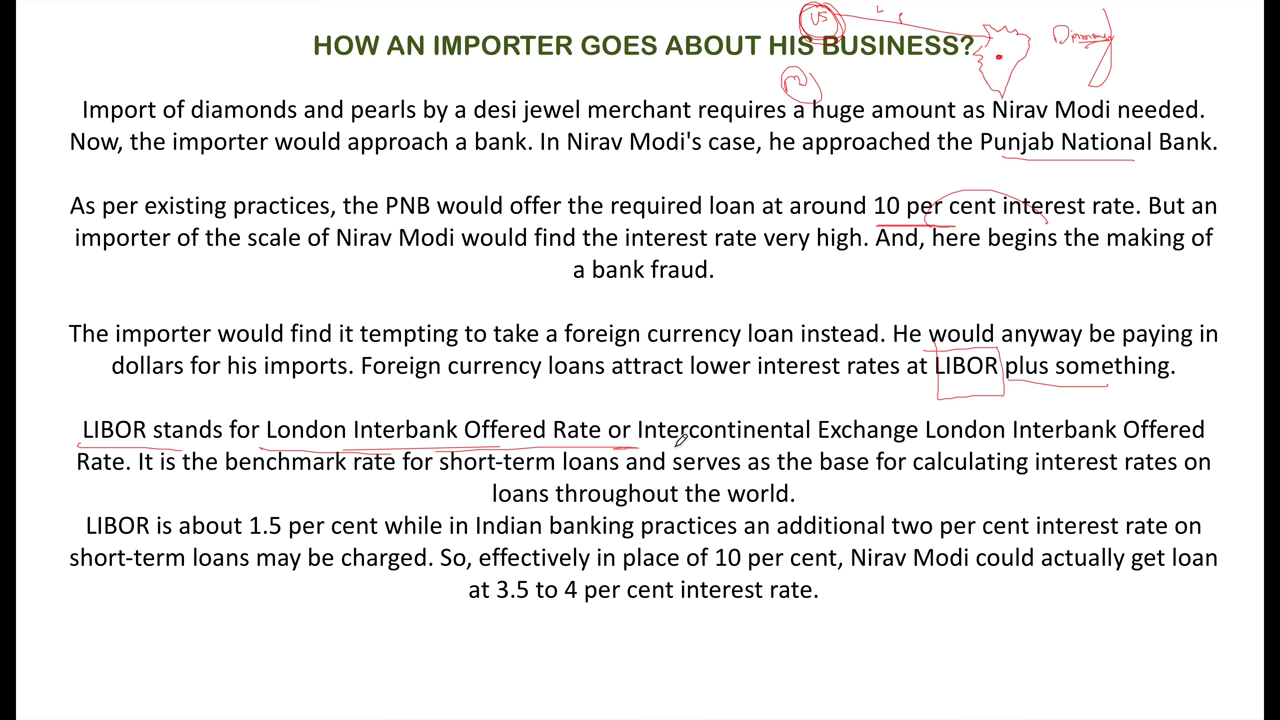 US
HOW AN IMPORTER GOES ABOUT HIS BUSINESS?
Import of diamonds and pearls by a desi jewel merchant requires a huge amount as Nirav Modi needed.
Now, the importer would approach a bank. In Nirav Modi's case, he approached the Punjab National Bank.
As per existing practices, the PNB would offer the required loan at around 10 per cent interest rate. But an
importer of the scale of Nirav Modi would find the interest rate very high. And, here begins the making of
a bank fraud.
The importer would find it tempting to take a foreign currency loan instead. He would anyway be paying in
dollars for his imports. Foreign currency loans attract lower interest rates at LIBOR plus something.
LIBOR stands for London Interbank Offered Rate or Intercontinental Exchange London Interbank Offered
Rate. It is the benchmark rate for short-term loans and serves as the base for calculating interest rates on
loans throughout the world.
LIBOR is about 1.5 per cent while in Indian banking practices an additional two per cent interest rate on
short-term loans may be charged. So, effectively in place of 10 per cent, Nirav Modi could actually get loan
at 3.5 to 4 per cent interest rate.